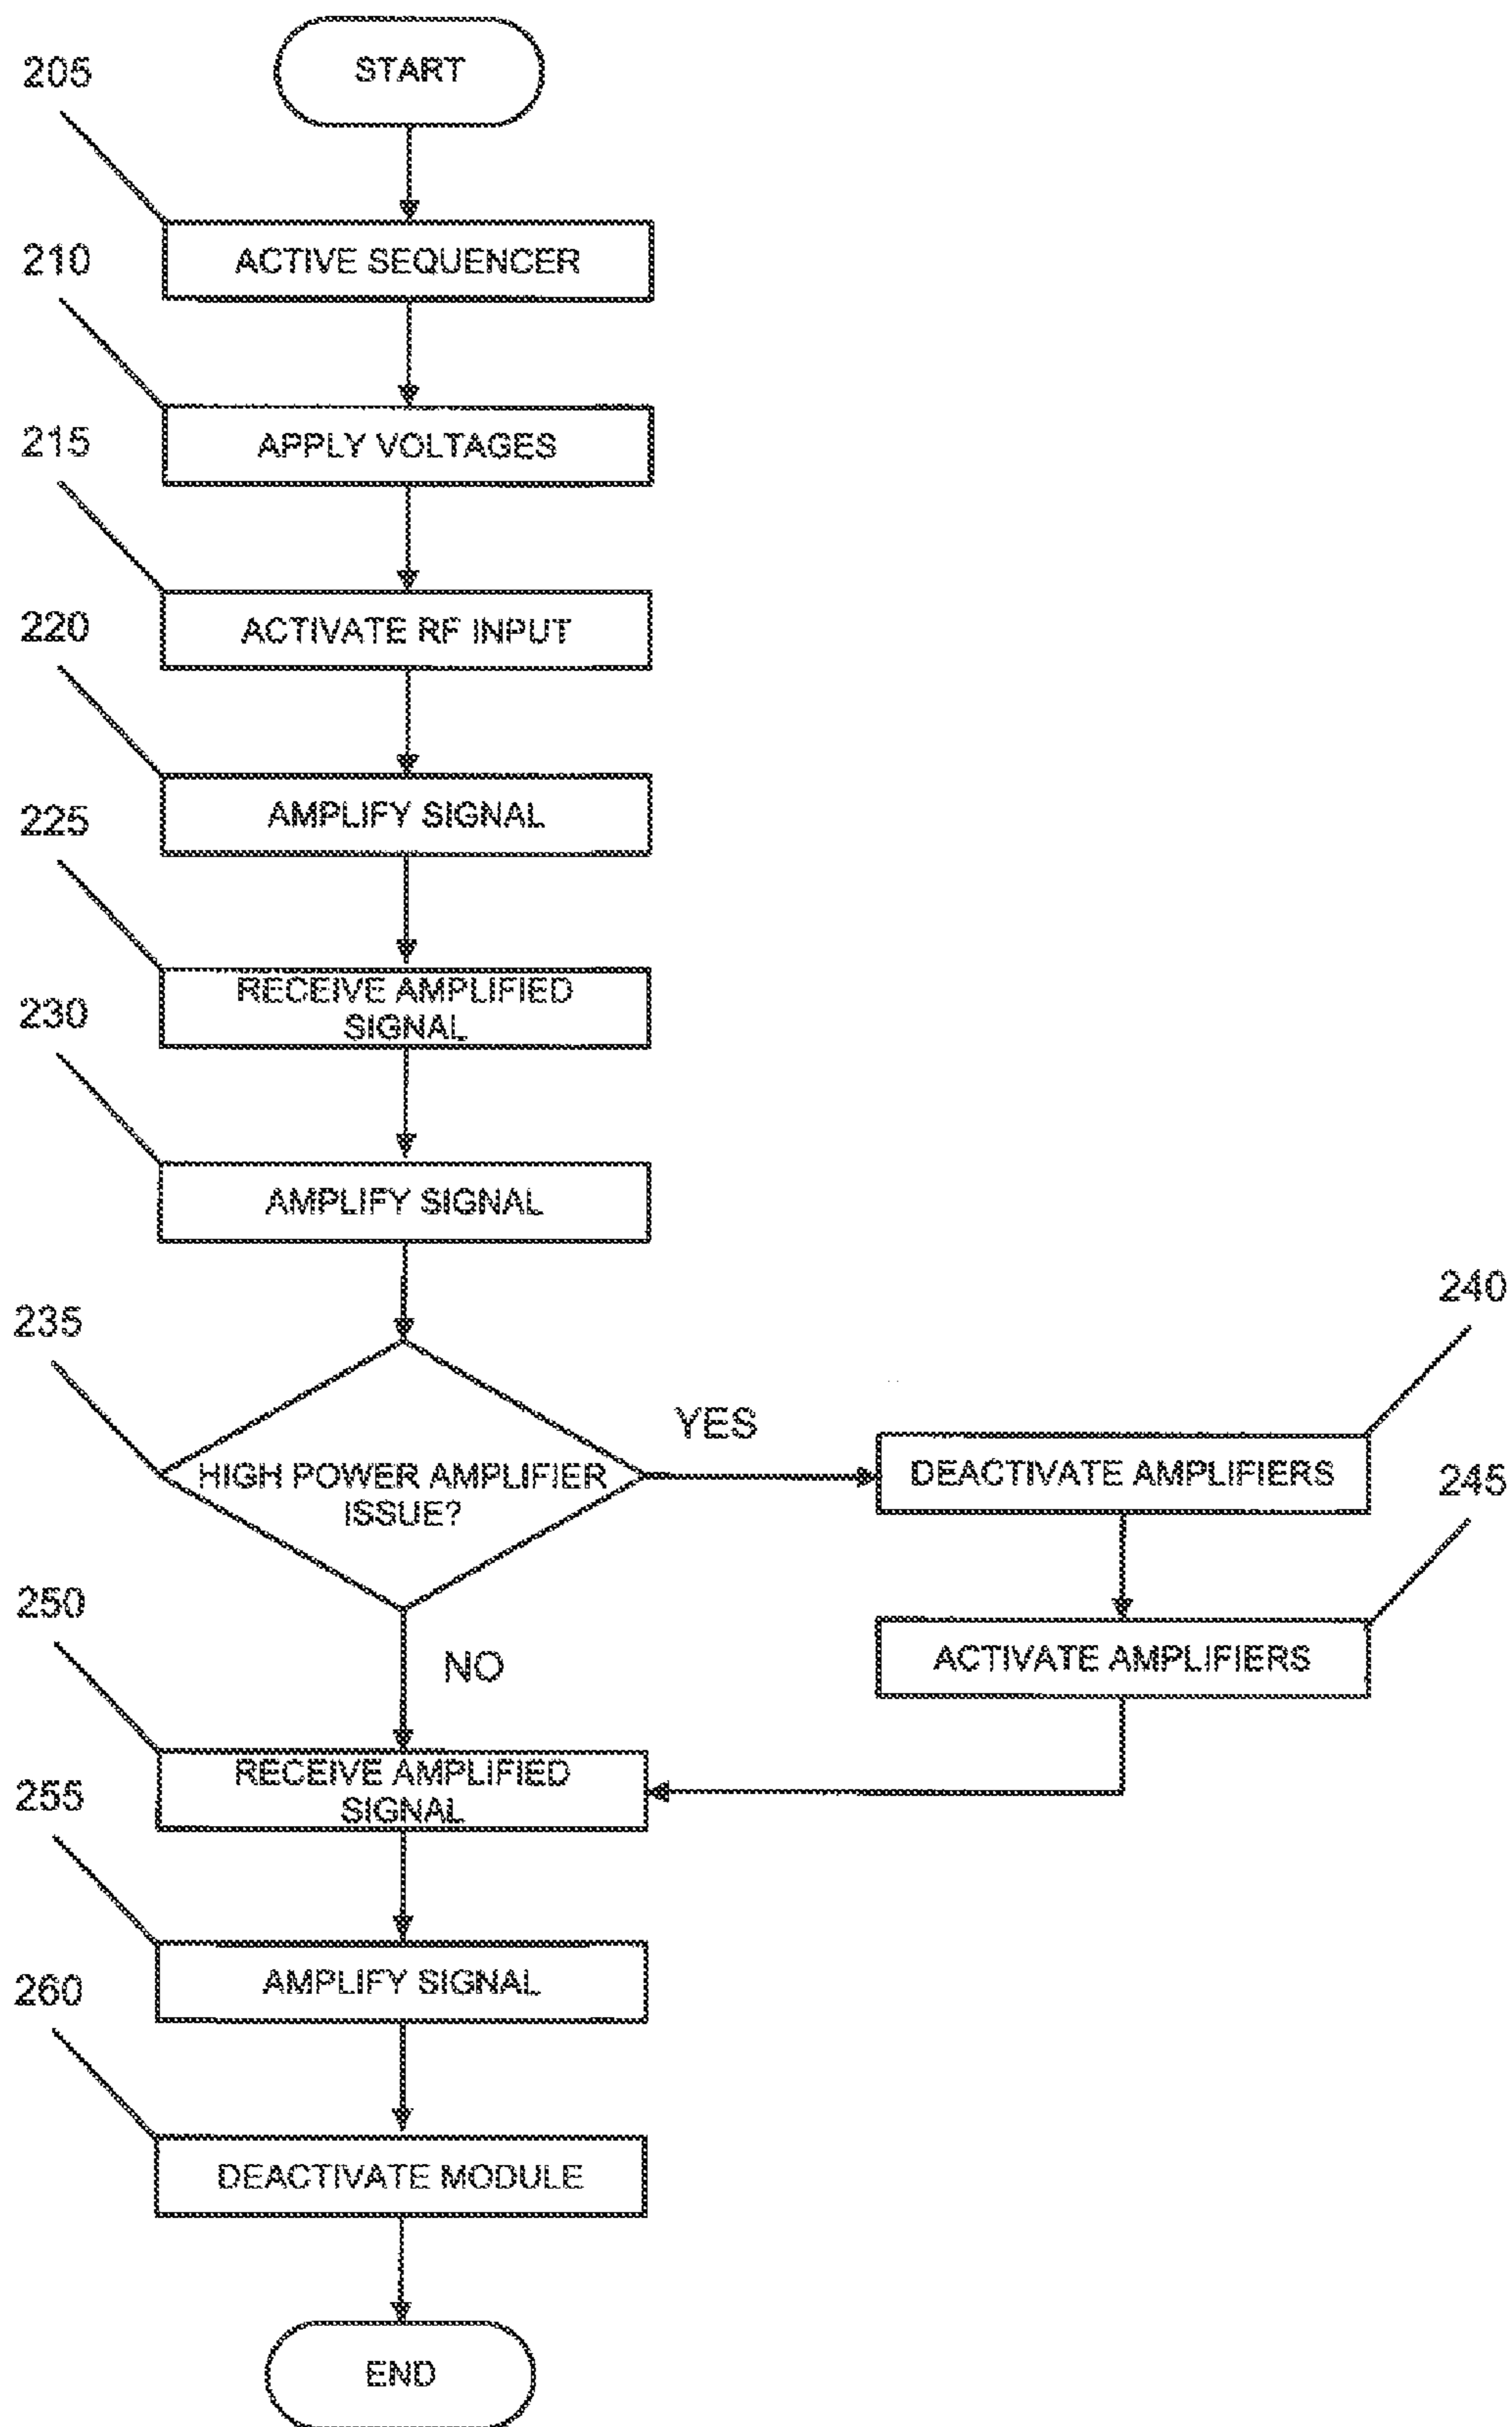 START
205
ACTIVE SEQUENCER
210
APPLY VOLTAGES
215
ACTIVATE RF INPUT
220
AMPLIFY SIGNAL
225
RECEIVE AMPLIFIED
SIGNAL
230
AMPLIFY SIGNAL
235
HIGH POWER AMPLIFIER
ISSUE?
YES
240
DEACTIVATE AMPLIFIERS
245
ACTIVATE AMPLIFIERS
NO
250
RECEIVE AMPLIFIED
SIGNAL
255
AMPLIFY SIGNAL
260
DEACTIVATE MODULE
END